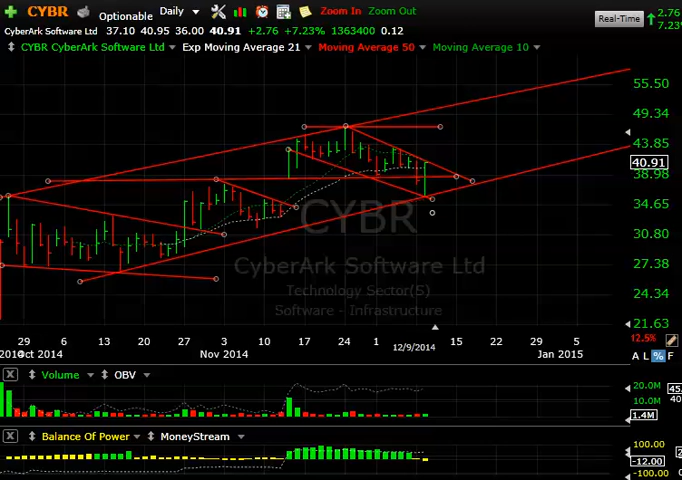 CYBR Optionable Daily Zoom In Zoom Out Real-Time +2.76
+7.23%
CyberArk Software Ltd 37.10 40.95 36.00 40.91 +2.76 +7.23% 1363400 0.12
CYBR CyberArk Software Ltd Exp Moving Average 21 Moving Average 50 Moving Average 10
55.50
49.34
43.85
40.91
38.98
34.65
30.80
27.38
24.34
21.63
CYBR
CyberArk Software Ltd
Technology Sector(S)
Software - Infrastructure
29 6 13 20 27 3 10 17 24 1 15 22 29 5
12.5%
2014 Oct 2014 Nov 2014 12/9/2014 Jan 2015
A L % F
X Volume OBV
20.0M
10.0M
1.4M
X Balance Of Power MoneyStream
100.00
-12.00
-100.00